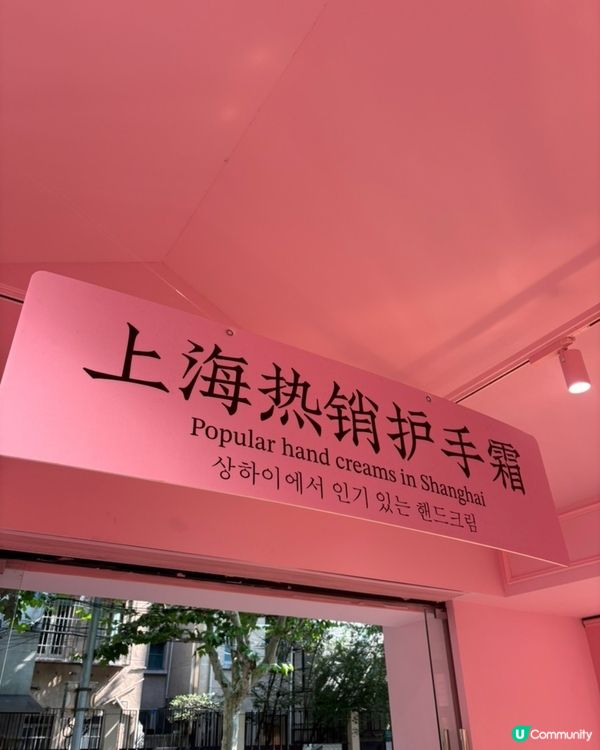 上海热销护手霜
Popular hand creams in Shanghai
상하이에서 인기 있는 핸드크림
U Community